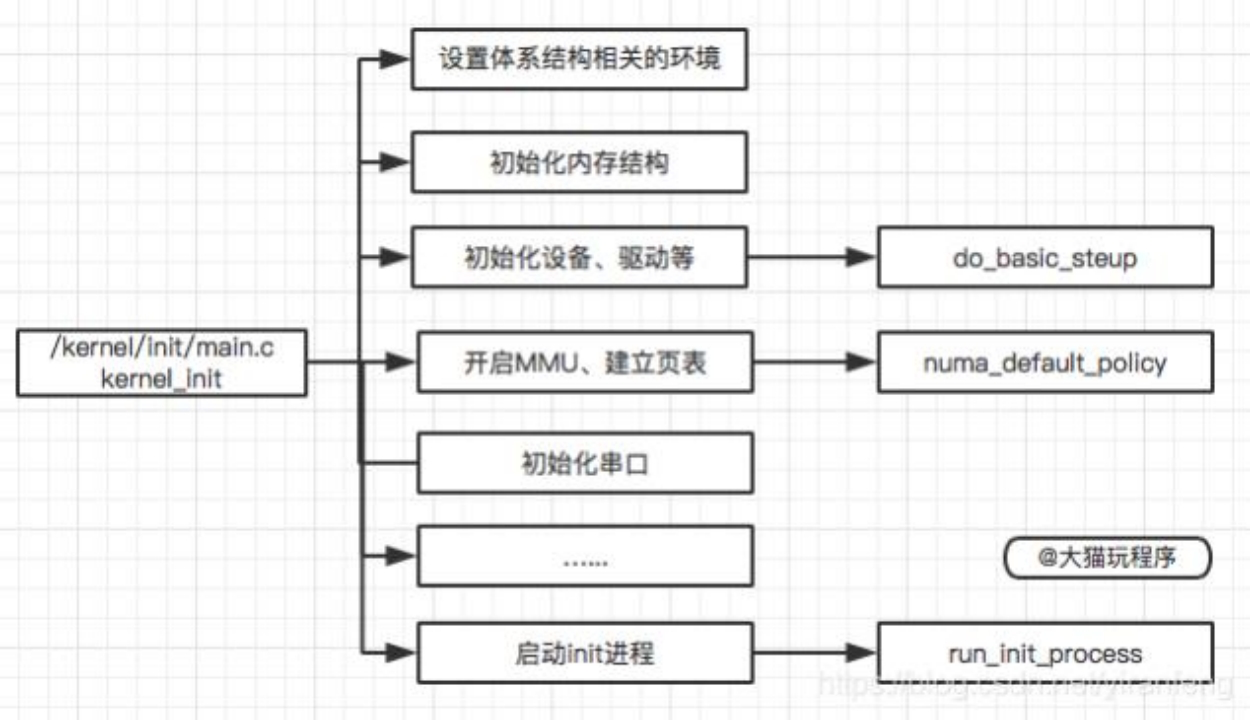 设置体系结构相关的环境
初始化内存结构
初始化设备、驱动等
do_basic_steup
/kernel/init/main.c
kernel_init
开启MMU、建立页表
numa_default_policy
初始化串口
......
@大猫玩程序
启动init进程
run_init_process
https://blog.csdn.net/yiranfeng